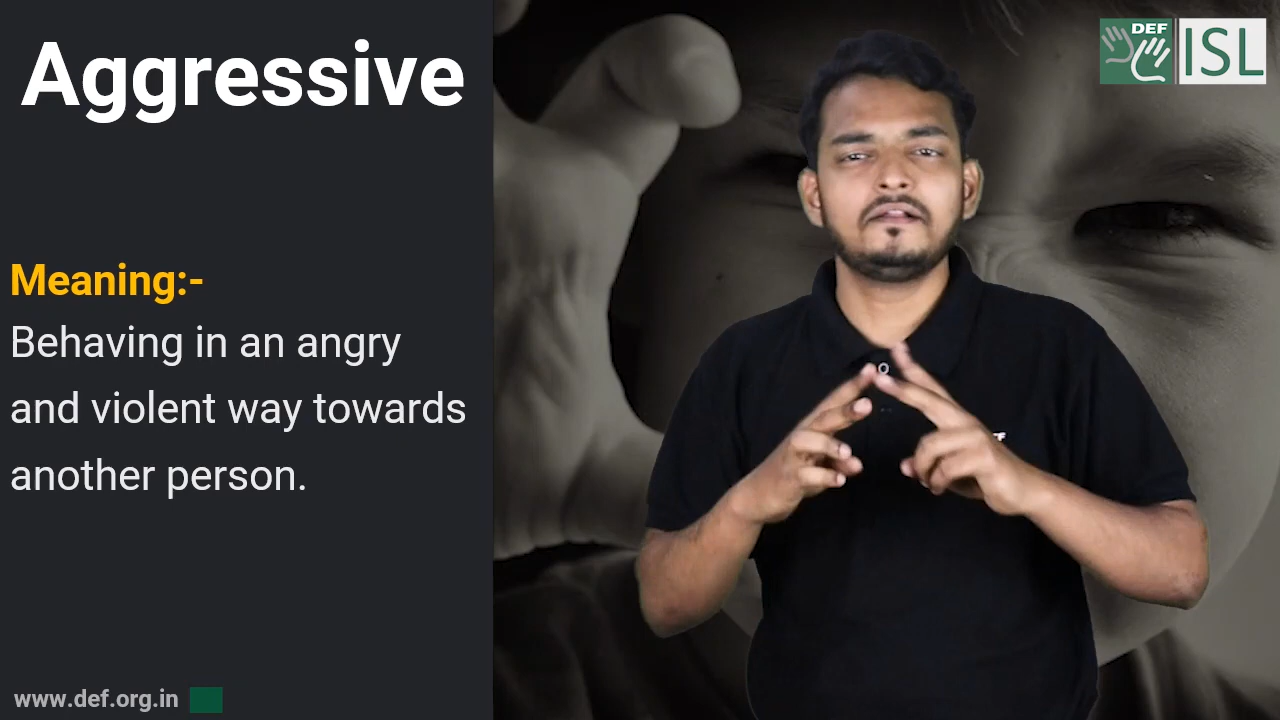 Aggressive
DEF
ISL
Meaning:-
Behaving in an angry
and violent way towards
another person.
www.def.org.in